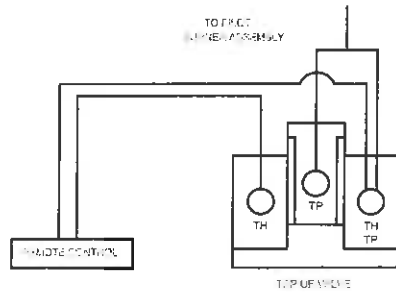 TO PILOT
BURNER ASSEMBLY
TP
TH
TH
TP
REMOTE CONTROL
TOP OF VALVE